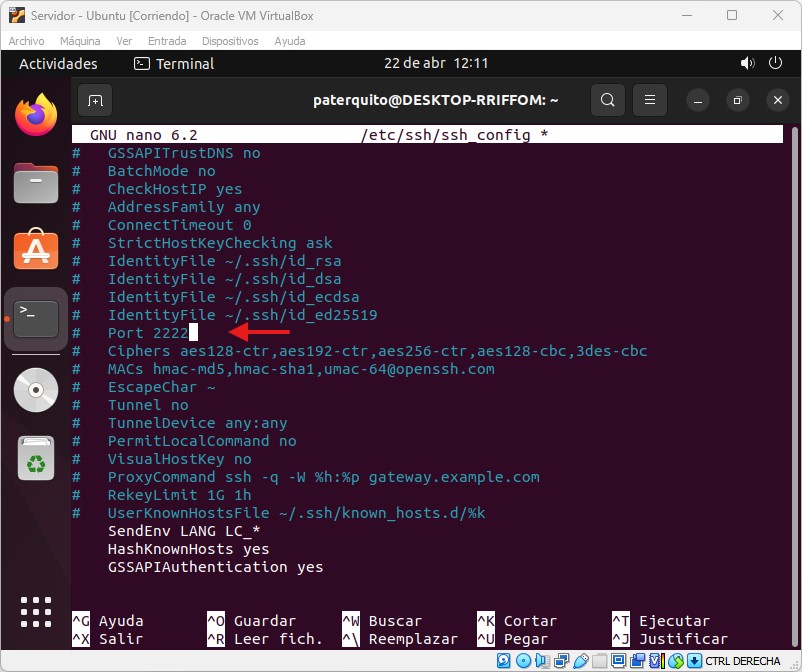 Servidor - Ubuntu [Corriendo] - Oracle VM VirtualBox
Archivo Máquina Ver Entrada Dispositivos Ayuda
Actividades Terminal 22 de abr 12:11
paterquito@DESKTOP-RRIFFOM: ~
GNU nano 6.2 /etc/ssh/ssh_config *
# GSSAPITrustDNS no
# BatchMode no
# CheckHostIP yes
# AddressFamily any
# ConnectTimeout 0
# StrictHostKeyChecking ask
# IdentityFile ~/.ssh/id_rsa
# IdentityFile ~/.ssh/id_dsa
# IdentityFile ~/.ssh/id_ecdsa
# IdentityFile ~/.ssh/id_ed25519
# Port 2222
# Ciphers aes128-ctr,aes192-ctr,aes256-ctr,aes128-cbc,3des-cbc
# MACs hmac-md5,hmac-sha1,umac-64@openssh.com
# EscapeChar ~
# Tunnel no
# TunnelDevice any:any
# PermitLocalCommand no
# VisualHostKey no
# ProxyCommand ssh -q -W %h:%p gateway.example.com
# RekeyLimit 1G 1h
# UserKnownHostsFile ~/.ssh/known_hosts.d/%k
SendEnv LANG LC_*
HashKnownHosts yes
GSSAPIAuthentication yes
^G Ayuda ^O Guardar ^W Buscar ^K Cortar ^T Ejecutar
^X Salir ^R Leer fich. ^\ Reemplazar ^U Pegar ^J Justificar
CTRL DERECHA